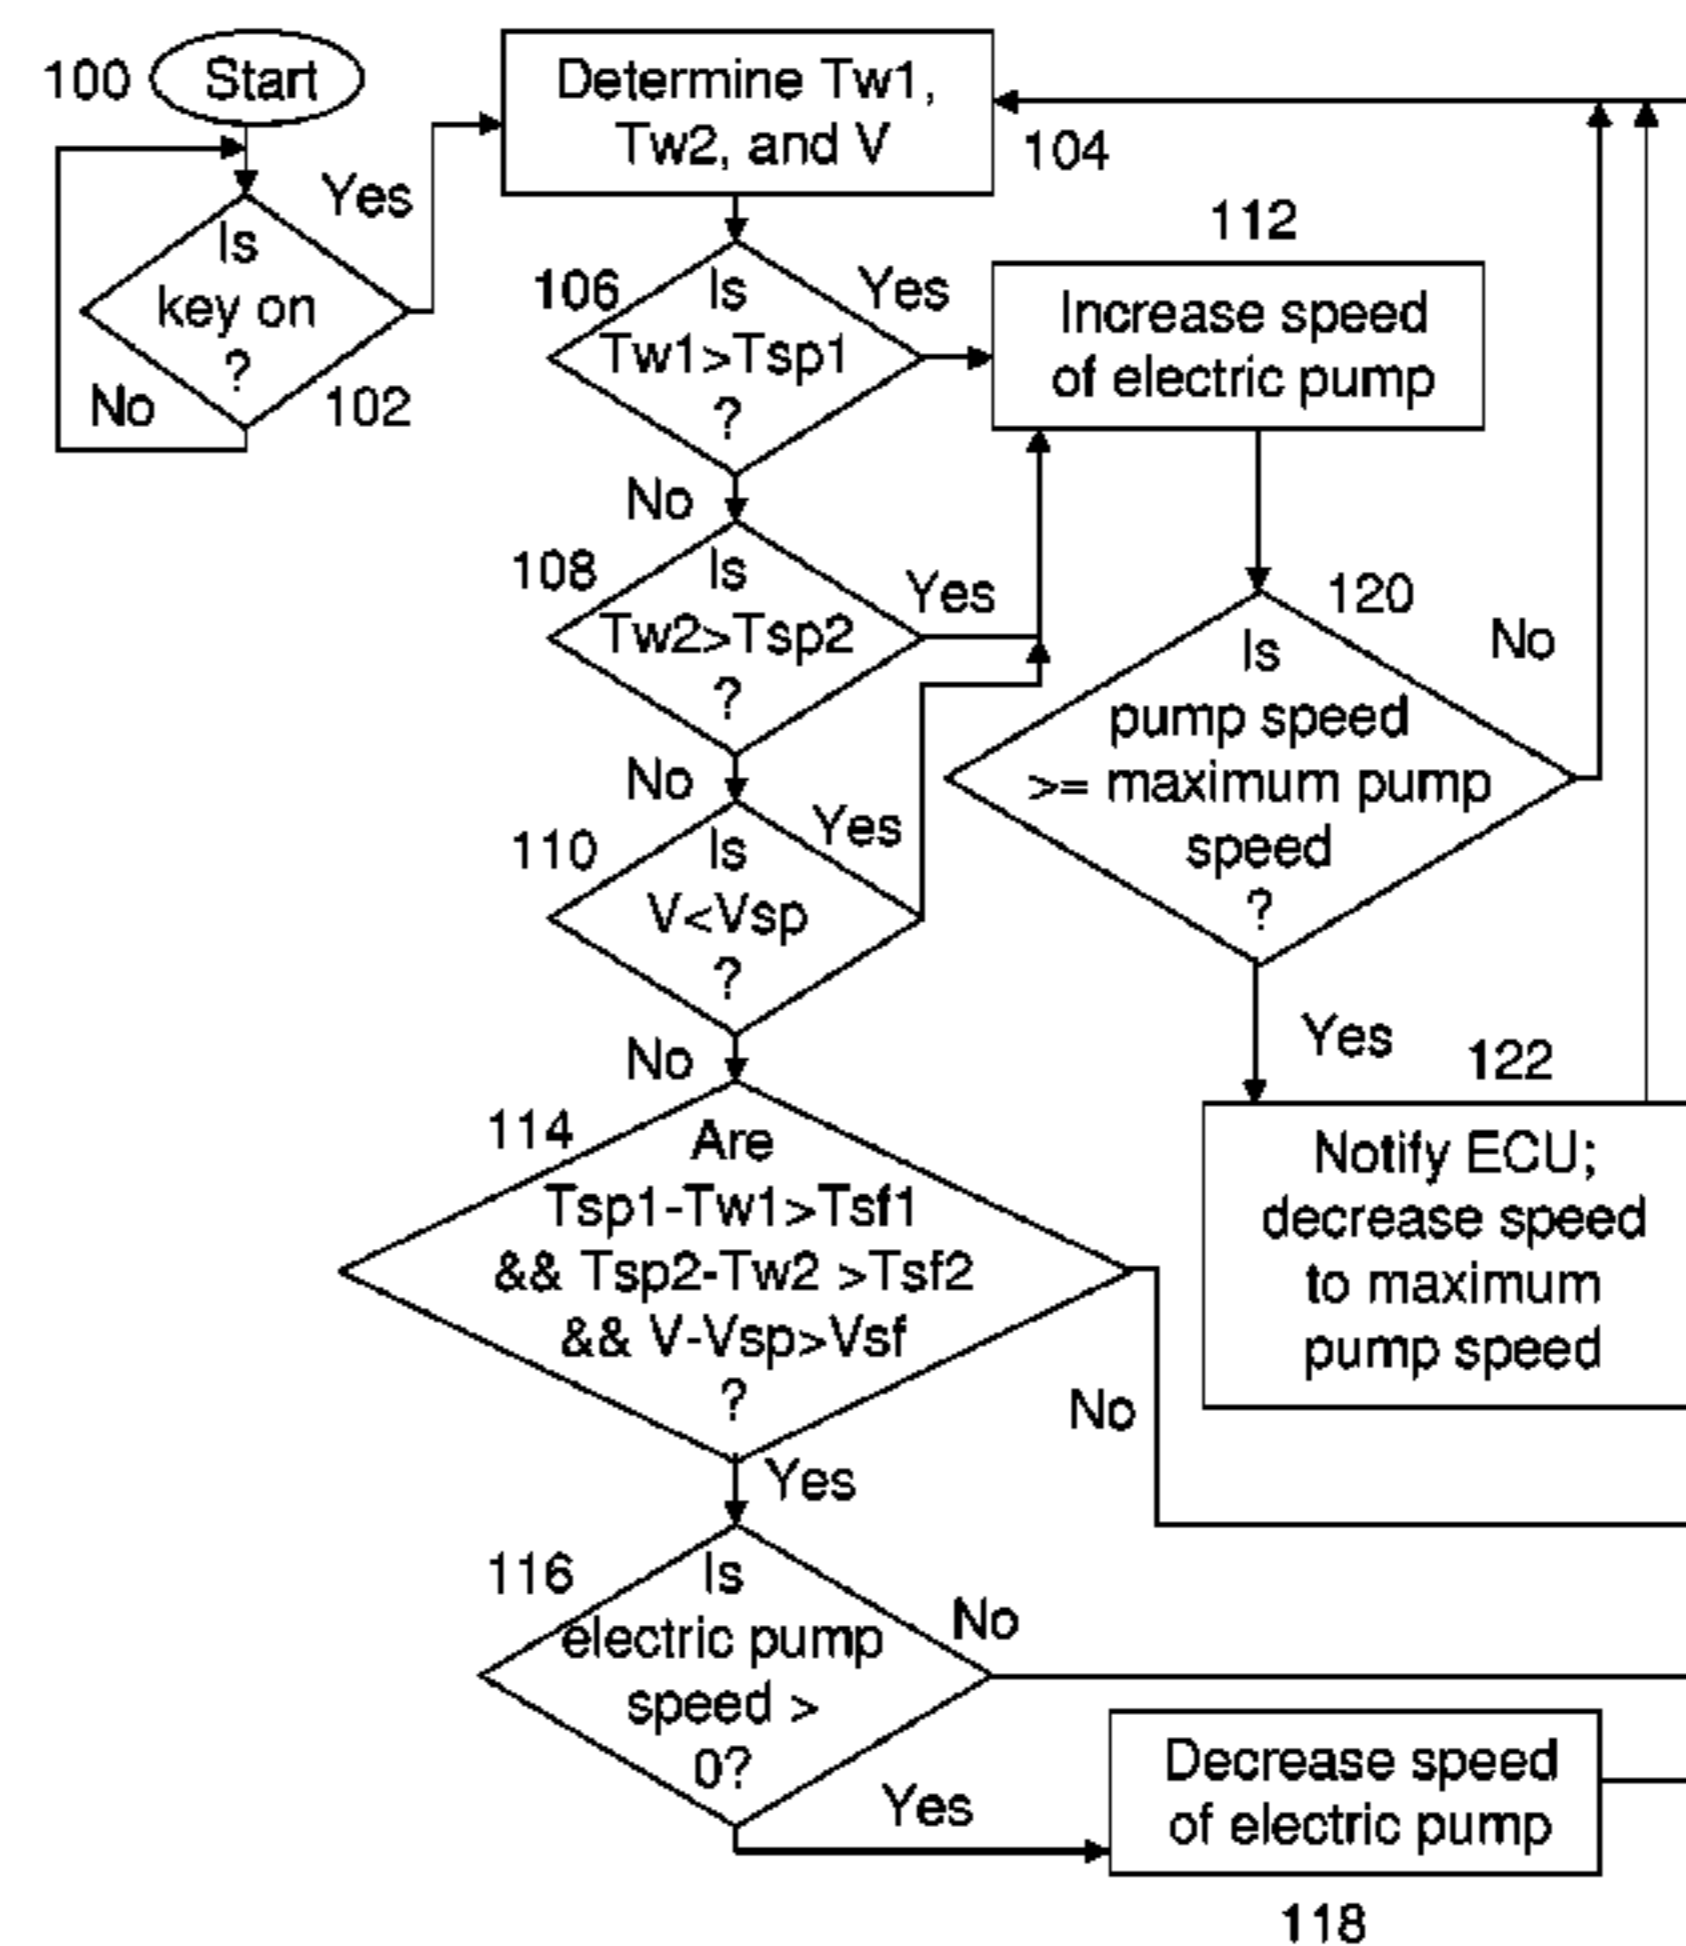 100
Start
Is
key on
?
Yes
No
102
Determine Tw1,
Tw2, and V
104
106
Is
Tw1>Tsp1
?
Yes
No
112
Increase speed
of electric pump
108
Is
Tw2>Tsp2
?
Yes
No
110
Is
V<Vsp
?
Yes
No
120
Is
pump speed
>= maximum pump
speed
?
No
Yes
122
Notify ECU;
decrease speed
to maximum
pump speed
114
Are
Tsp1-Tw1>Tsf1
&& Tsp2-Tw2 >Tsf2
&& V-Vsp>Vsf
?
No
Yes
116
Is
electric pump
speed >
0?
No
Yes
Decrease speed
of electric pump
118